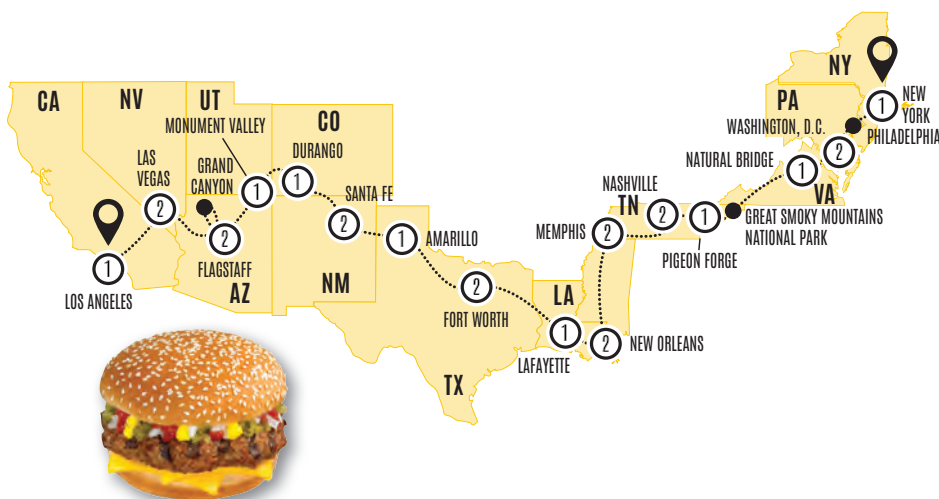 CA
NV
UT
MONUMENT VALLEY
CO
DURANGO
LAS
VEGAS
GRAND
CANYON
1
1
2
2
SANTA FE
2
1
AMARILLO
1
LOS ANGELES
FLAGSTAFF
AZ
NM
2
FORT WORTH
TX
LA
1
LAFAYETTE
2
NEW ORLEANS
MEMPHIS
2
NASHVILLE
TN
2
1
PIGEON FORGE
GREAT SMOKY MOUNTAINS
NATIONAL PARK
NATURAL BRIDGE
1
VA
WASHINGTON, D.C.
2
PA
PHILADELPHIA
NY
1
NEW
YORK